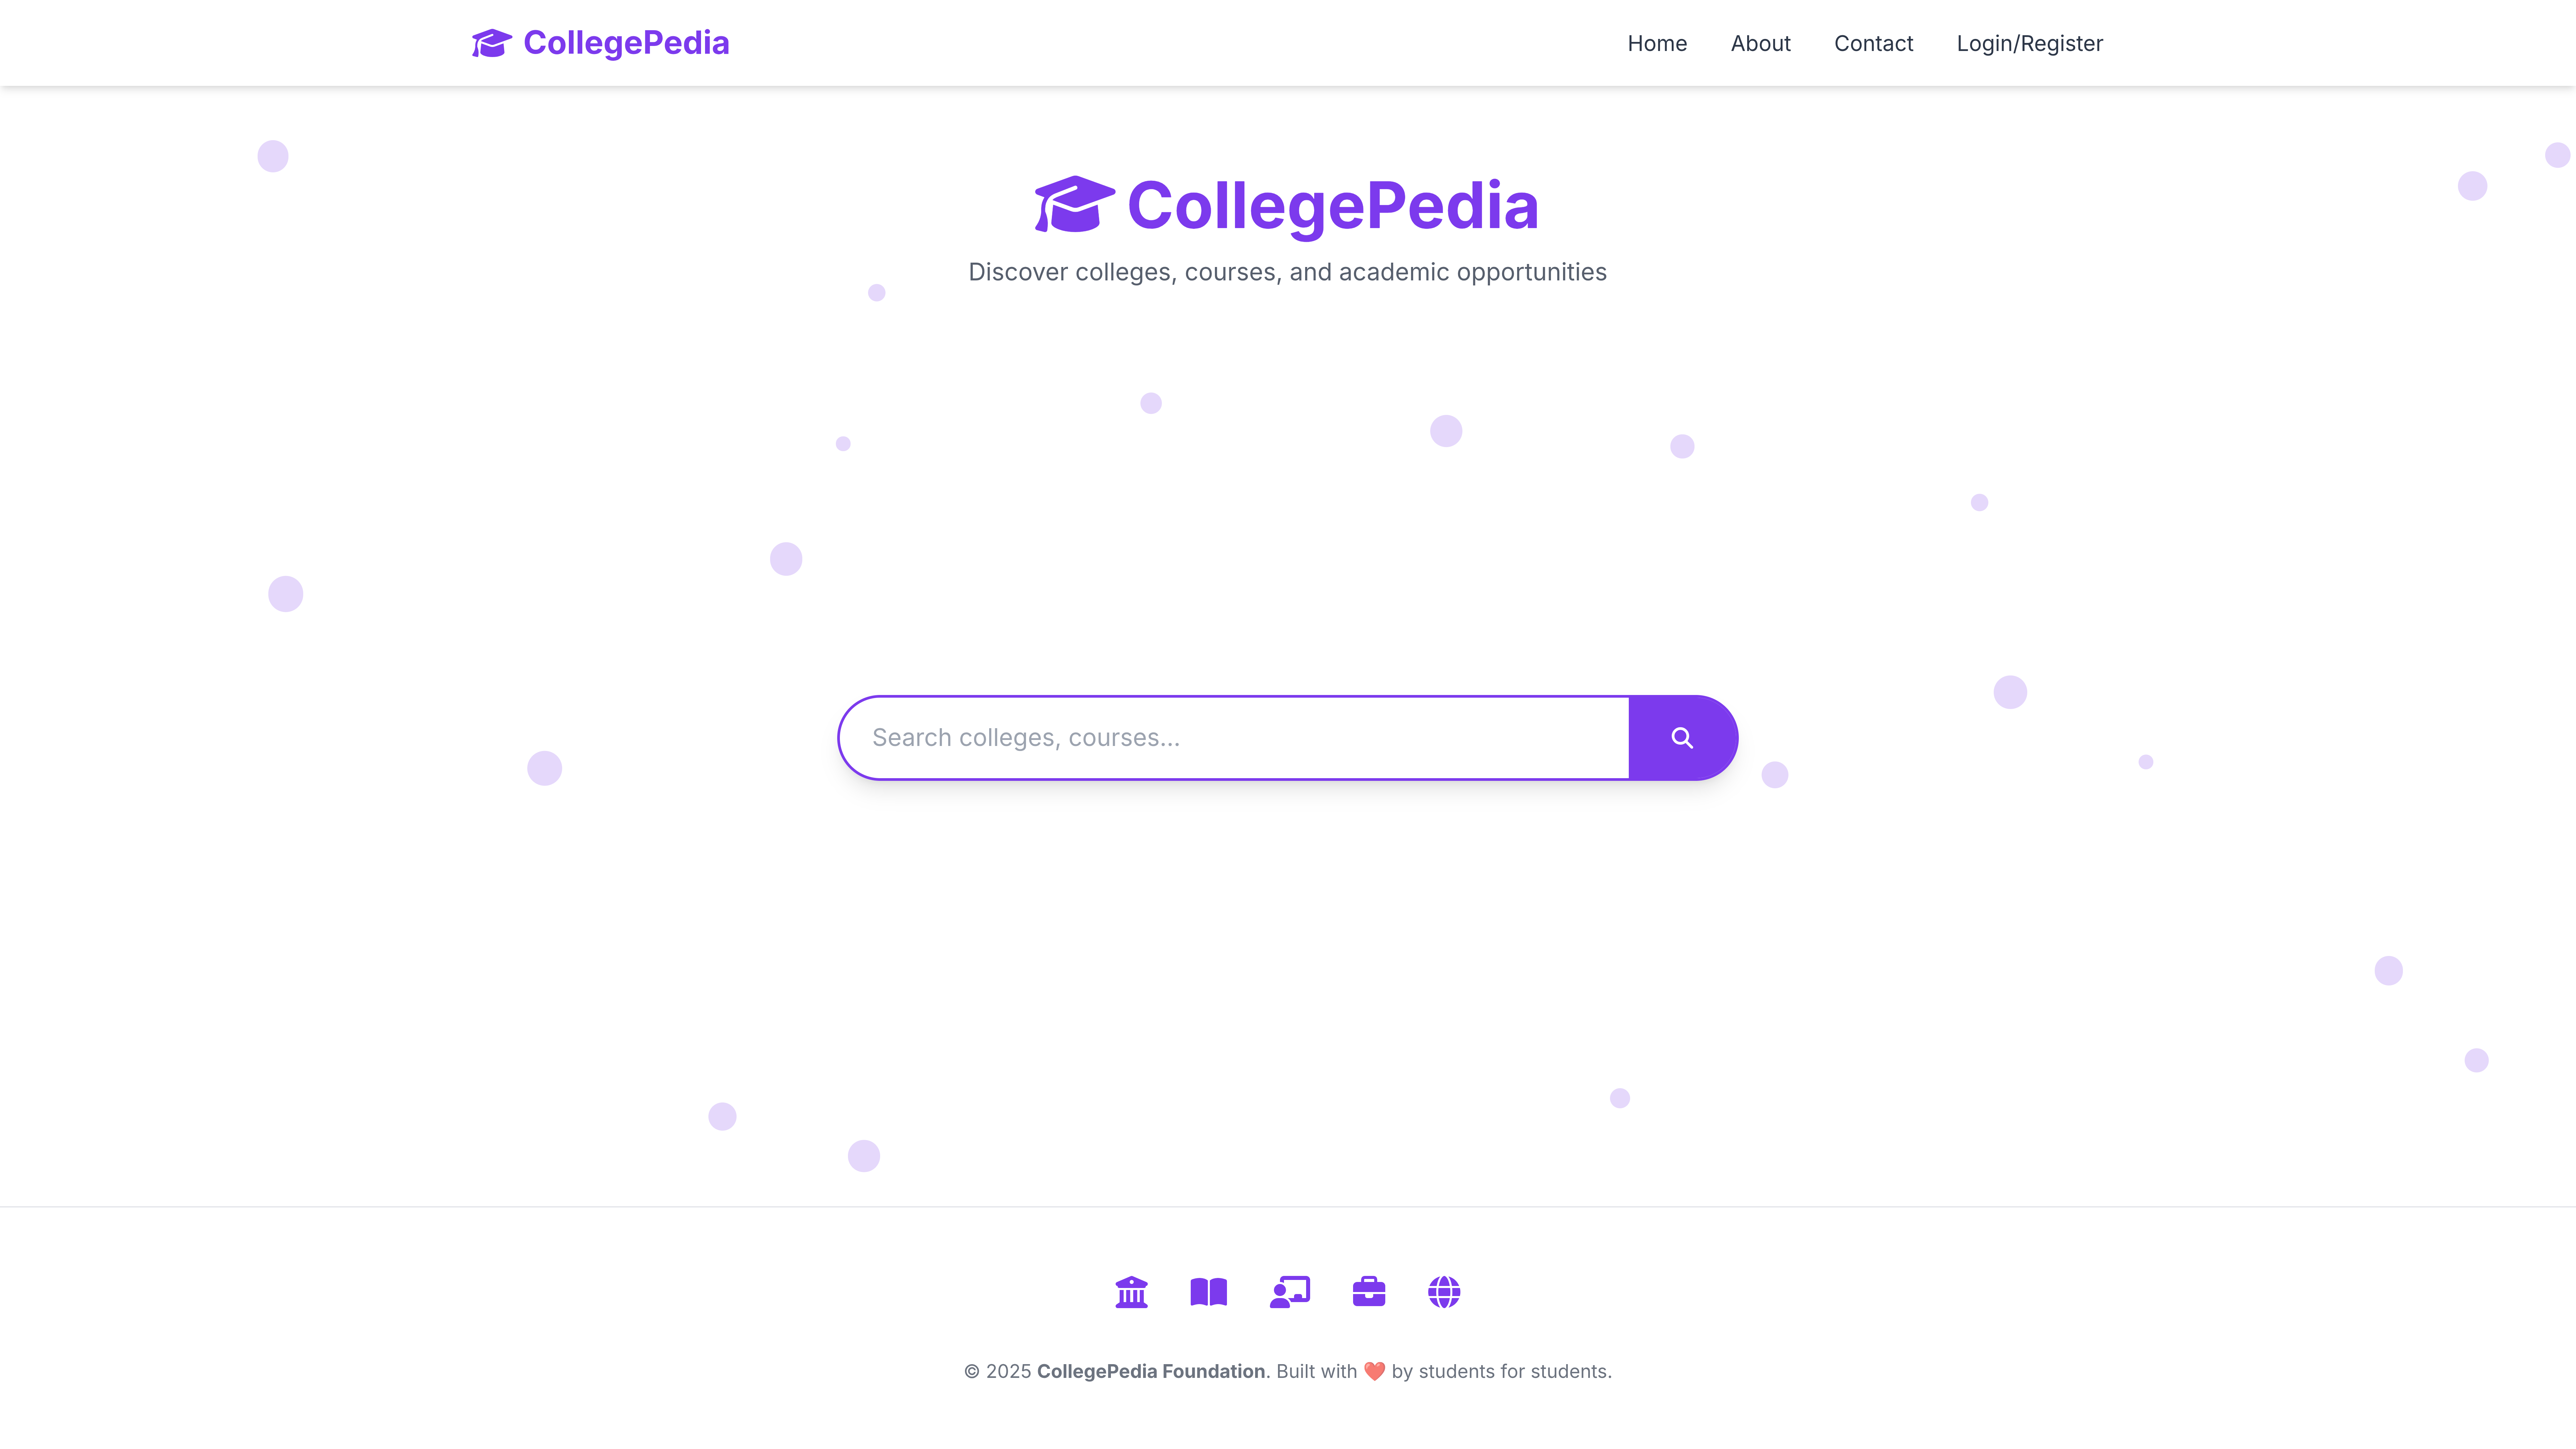 CollegePedia
Home About Contact Login/Register
CollegePedia
Discover colleges, courses, and academic opportunities
Search colleges, courses...
© 2025 CollegePedia Foundation. Built with ❤️ by students for students.